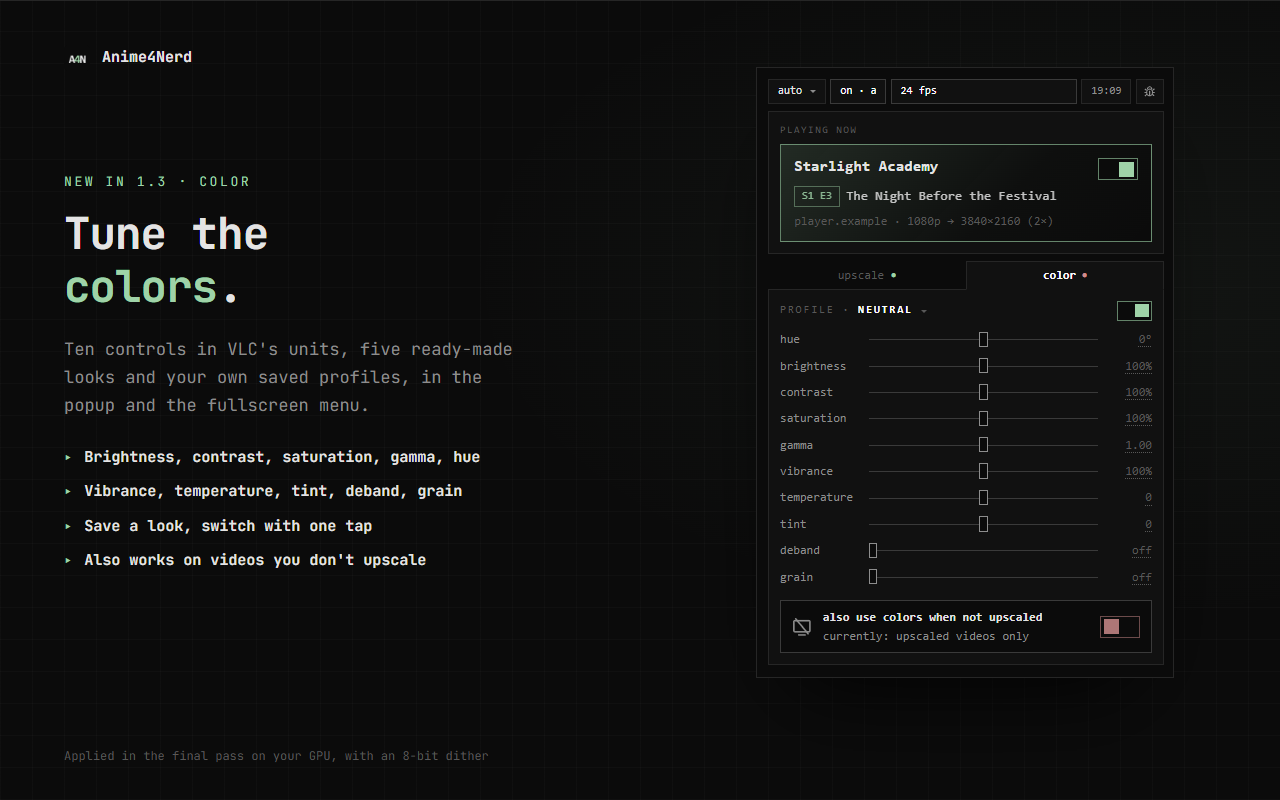 A4N Anime4Nerd
NEW IN 1.3 · COLOR
Tune the
colors.
Ten controls in VLC's units, five ready-made
looks and your own saved profiles, in the
popup and the fullscreen menu.
▸ Brightness, contrast, saturation, gamma, hue
▸ Vibrance, temperature, tint, deband, grain
▸ Save a look, switch with one tap
▸ Also works on videos you don't upscale
Applied in the final pass on your GPU, with an 8-bit dither
auto on · a 24 fps 19:09
PLAYING NOW
Starlight Academy
S1 E3 The Night Before the Festival
player.example · 1080p → 3840×2160 (2×)
upscale color
PROFILE · NEUTRAL
hue 0°
brightness 100%
contrast 100%
saturation 100%
gamma 1.00
vibrance 100%
temperature 0
tint 0
deband off
grain off
also use colors when not upscaled
currently: upscaled videos only